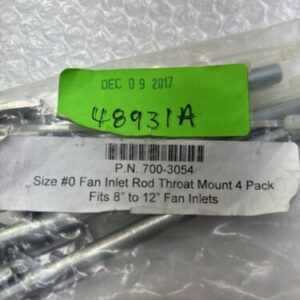 DEC 09 2017
48931A
P.N. 700-3054
Size #0 Fan Inlet Rod Throat Mount 4 Pack
Fits 8" to 12" Fan Inlets